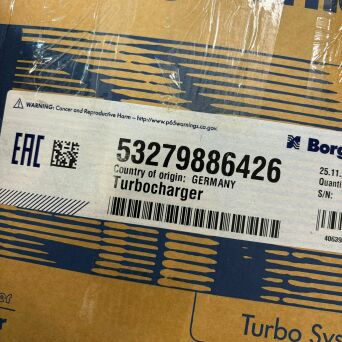 WARNING: Cancer and Reproductive Harm - http://www.p65warnings.ca.gov.
EAC
53279886426
Borg
Country of origin: GERMANY
Turbocharger
25.11.
Quanti
S/N:
40639
Turbo Sys